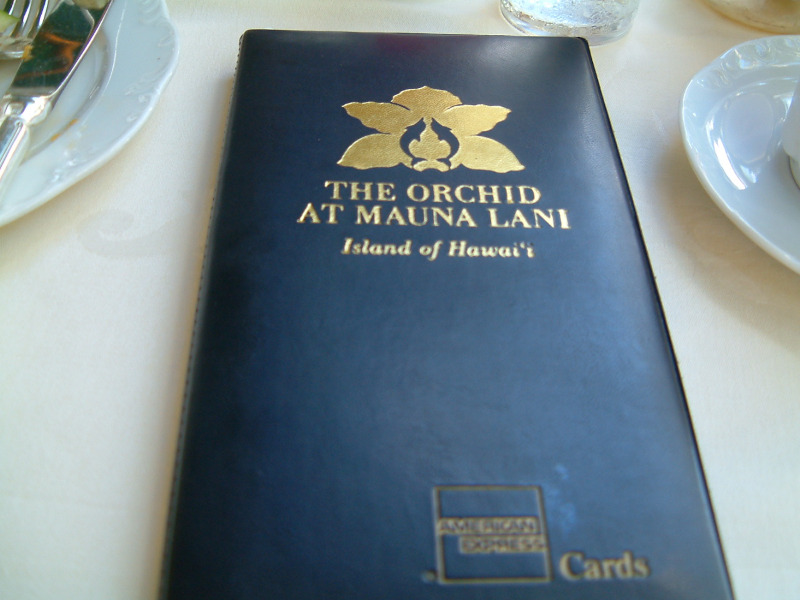 THE ORCHID
AT MAUNA LANI
Island of Hawai‘i
AMERICAN
EXPRESS
Cards